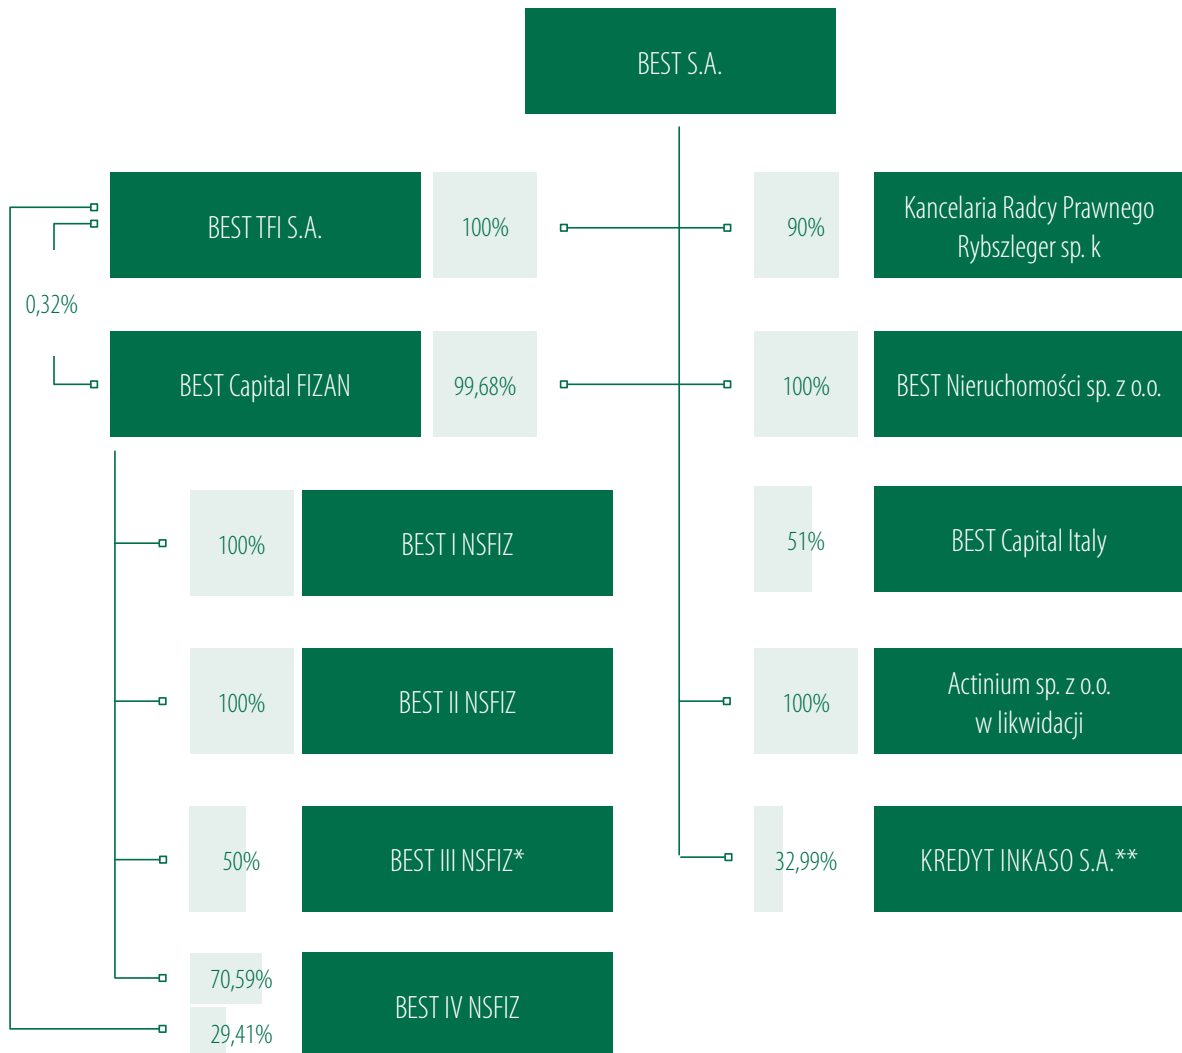 BEST S.A.
BEST TFI S.A.
100%
90%
Kancelaria Radcy Prawnego
Rybszleger sp. k
0,32%
BEST Capital FIZAN
99,68%
100%
BEST Nieruchomości sp. z o.o.
100%
BEST I NSFIZ
51%
BEST Capital Italy
100%
BEST II NSFIZ
100%
Actinium sp. z o.o.
w likwidacji
50%
BEST III NSFIZ*
32,99%
KREDYT INKASO S.A.**
70,59%
BEST IV NSFIZ
29,41%